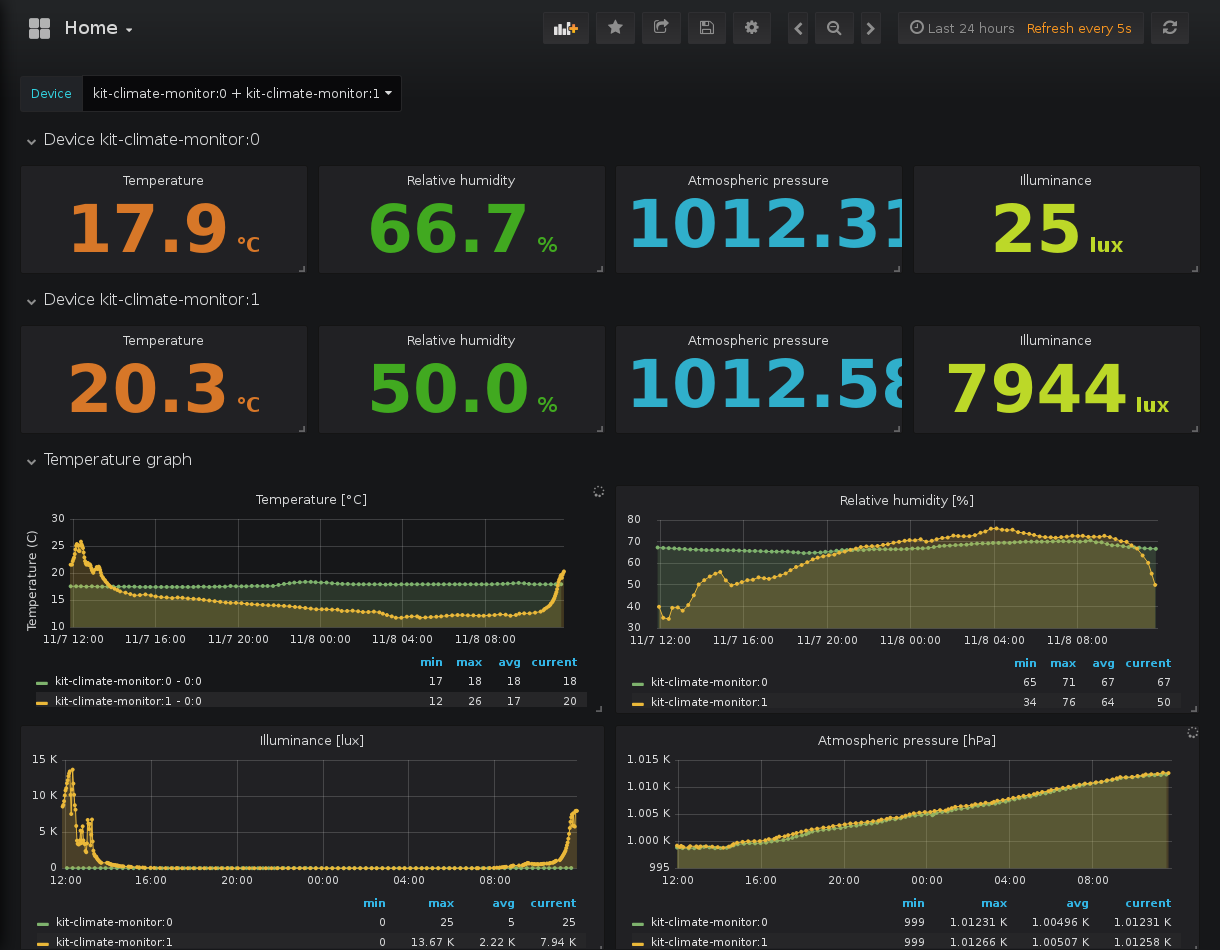 Home
Last 24 hours Refresh every 5s
Device kit-climate-monitor:0 + kit-climate-monitor:1
Device kit-climate-monitor:0
Temperature Relative humidity Atmospheric pressure Illuminance
17.9 °C 66.7 % 1012.31 25 lux
Device kit-climate-monitor:1
Temperature Relative humidity Atmospheric pressure Illuminance
20.3 °C 50.0 % 1012.58 7944 lux
Temperature graph
Temperature [°C]
Temperature (C)
30
25
20
15
10
11/7 12:00 11/7 16:00 11/7 20:00 11/8 00:00 11/8 04:00 11/8 08:00
min max avg current
kit-climate-monitor:0 - 0:0 17 18 18 18
kit-climate-monitor:1 - 0:0 12 26 17 20
Relative humidity [%]
80
70
60
50
40
30
11/7 12:00 11/7 16:00 11/7 20:00 11/8 00:00 11/8 04:00 11/8 08:00
min max avg current
kit-climate-monitor:0 65 71 67 67
kit-climate-monitor:1 34 76 64 50
Illuminance [lux]
15 K
10 K
5 K
0
12:00 16:00 20:00 00:00 04:00 08:00
min max avg current
kit-climate-monitor:0 0 25 5 25
kit-climate-monitor:1 0 13.67 K 2.22 K 7.94 K
Atmospheric pressure [hPa]
1.015 K
1.010 K
1.005 K
1.000 K
995
12:00 16:00 20:00 00:00 04:00 08:00
min max avg current
kit-climate-monitor:0 999 1.01231 K 1.00496 K 1.01231 K
kit-climate-monitor:1 999 1.01266 K 1.00507 K 1.01258 K